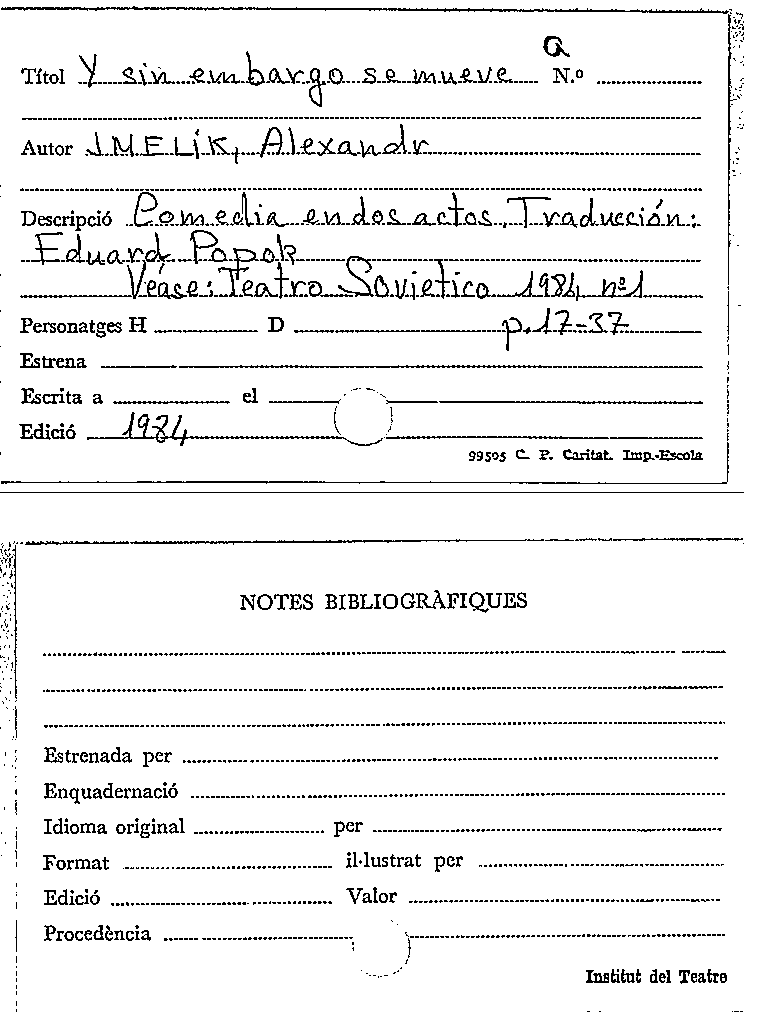 a
Títol Y sin embargo se mueve N.º
Autor JMELiK, Alexandr
Descripció Comedia en dos actos. Traducción:
Eduard Popok
Véase: Teatro Sovietico 1984 nº1
Personatges H D p. 17-37
Estrena
Escrita a el
Edició 1984
99505 C. P. Caritat. Imp.-Escola
NOTES BIBLIOGRÀFIQUES
Estrenada per
Enquadernació
Idioma original per
Format il·lustrat per
Edició Valor
Procedència
Institut del Teatre